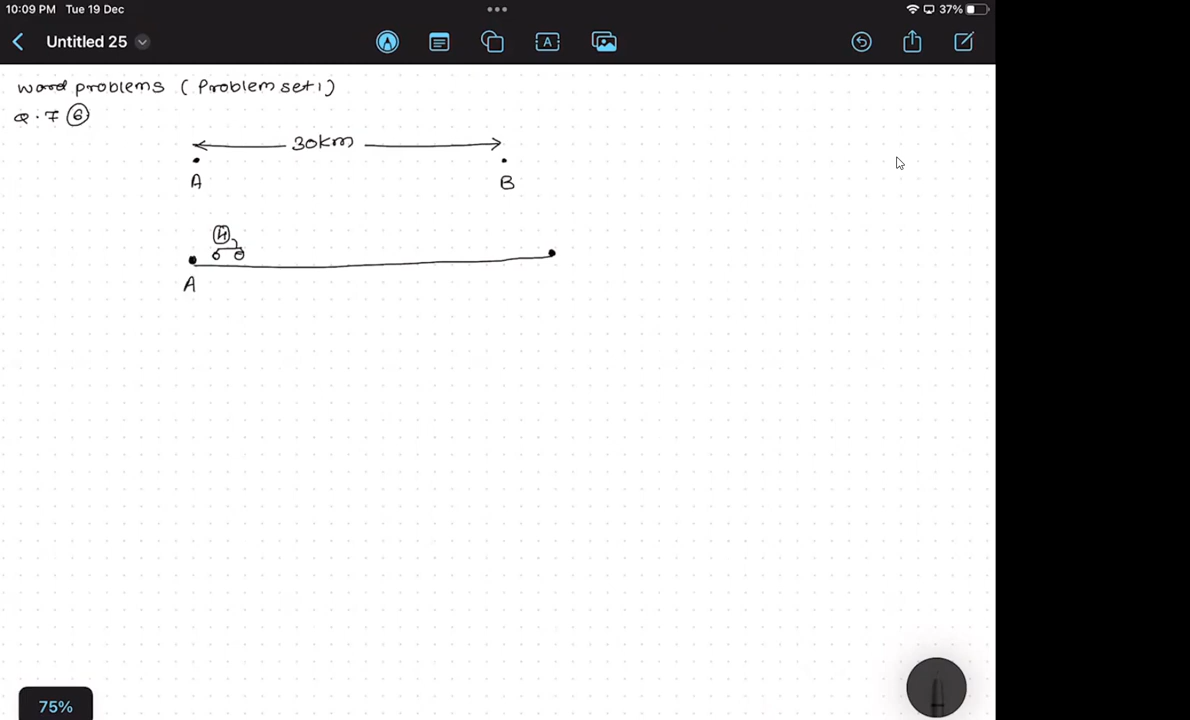 10:09 PM Tue 19 Dec
37%
Untitled 25
A
word problems ( Problem set 1 )
Q.7 6
30km
A B
H
A
75%